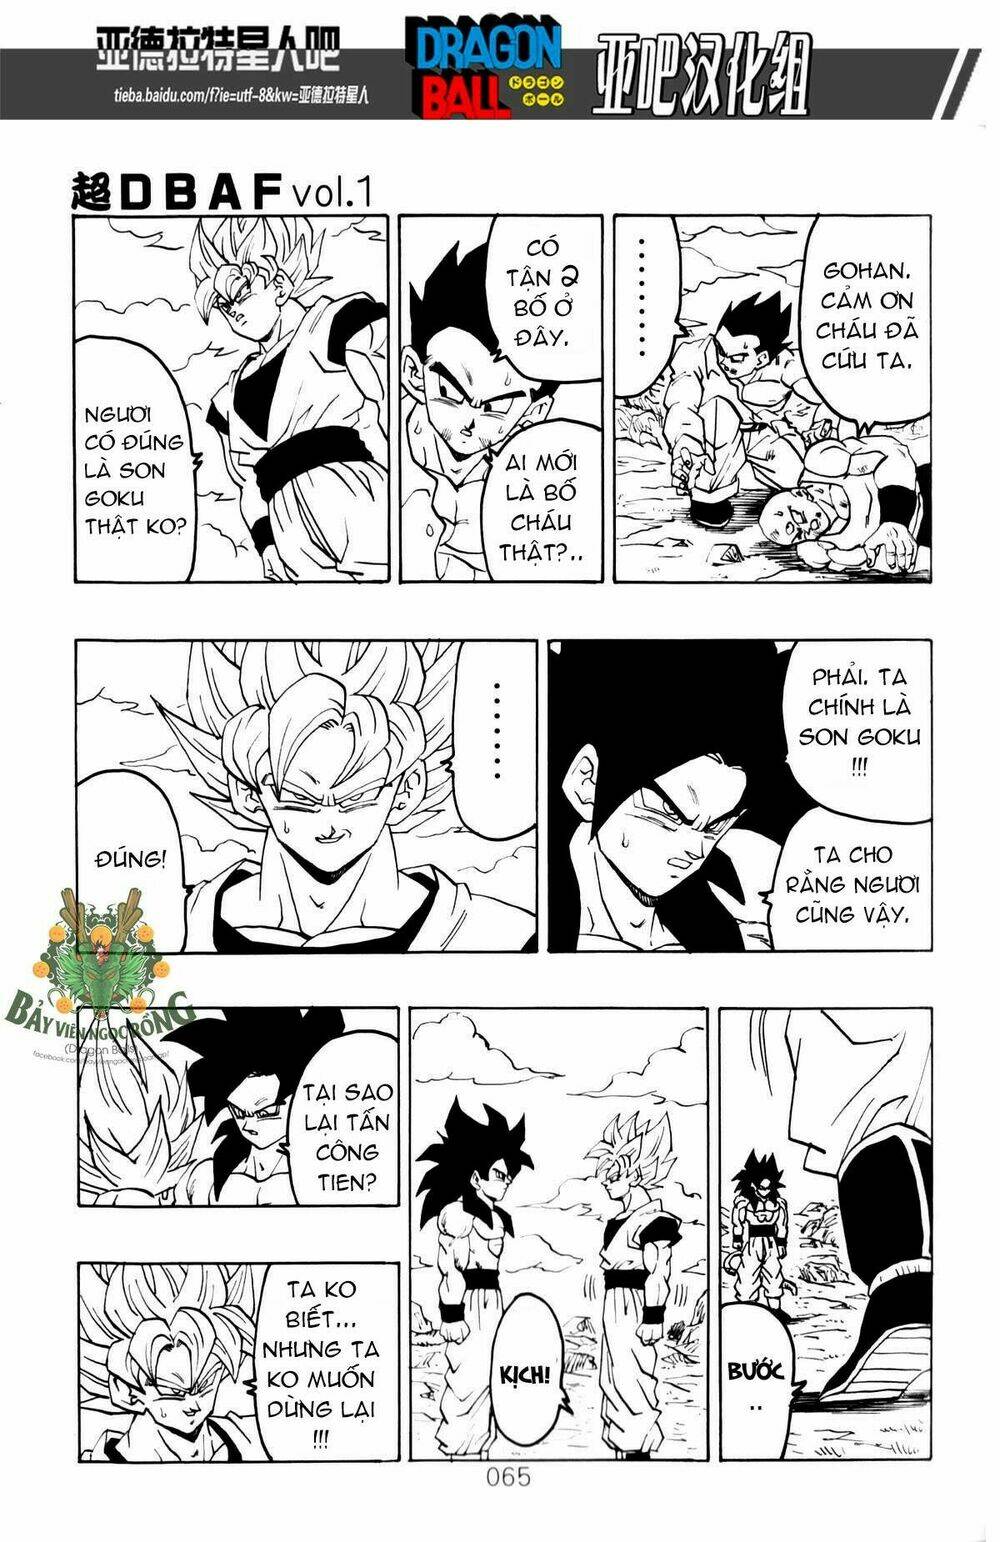 亚德拉特星人吧
tieba.baidu.com/f?ie=utf-8&kw=亚德拉特星人
DRAGON
BALL
ドラゴン
ボール
亚吧汉化组
超DBAF vol.1
GOHAN,
CẢM ƠN
CHÁU ĐÃ
CỨU TA.
........
CÓ
TẬN 2
BỐ Ở
ĐÂY.
AI MỚI
LÀ BỐ
CHÁU
THẬT?..
NGƯƠI
CÓ ĐÚNG
LÀ SON
GOKU
THẬT KO?
PHẢI. TA
CHÍNH LÀ
SON GOKU
!!!
TA CHO
RẰNG NGƯƠI
CŨNG VẬY.
.......
ĐÚNG!
BƯỚC
..
KỊCH!
TẠI SAO
LẠI TẤN
CÔNG
TIEN?
TA KO
BIẾT...
NHƯNG TA
KO MUỐN
DỪNG LẠI
!!!
BẢY VIÊN NGỌC RỒNG
(Dragon Balls)
065